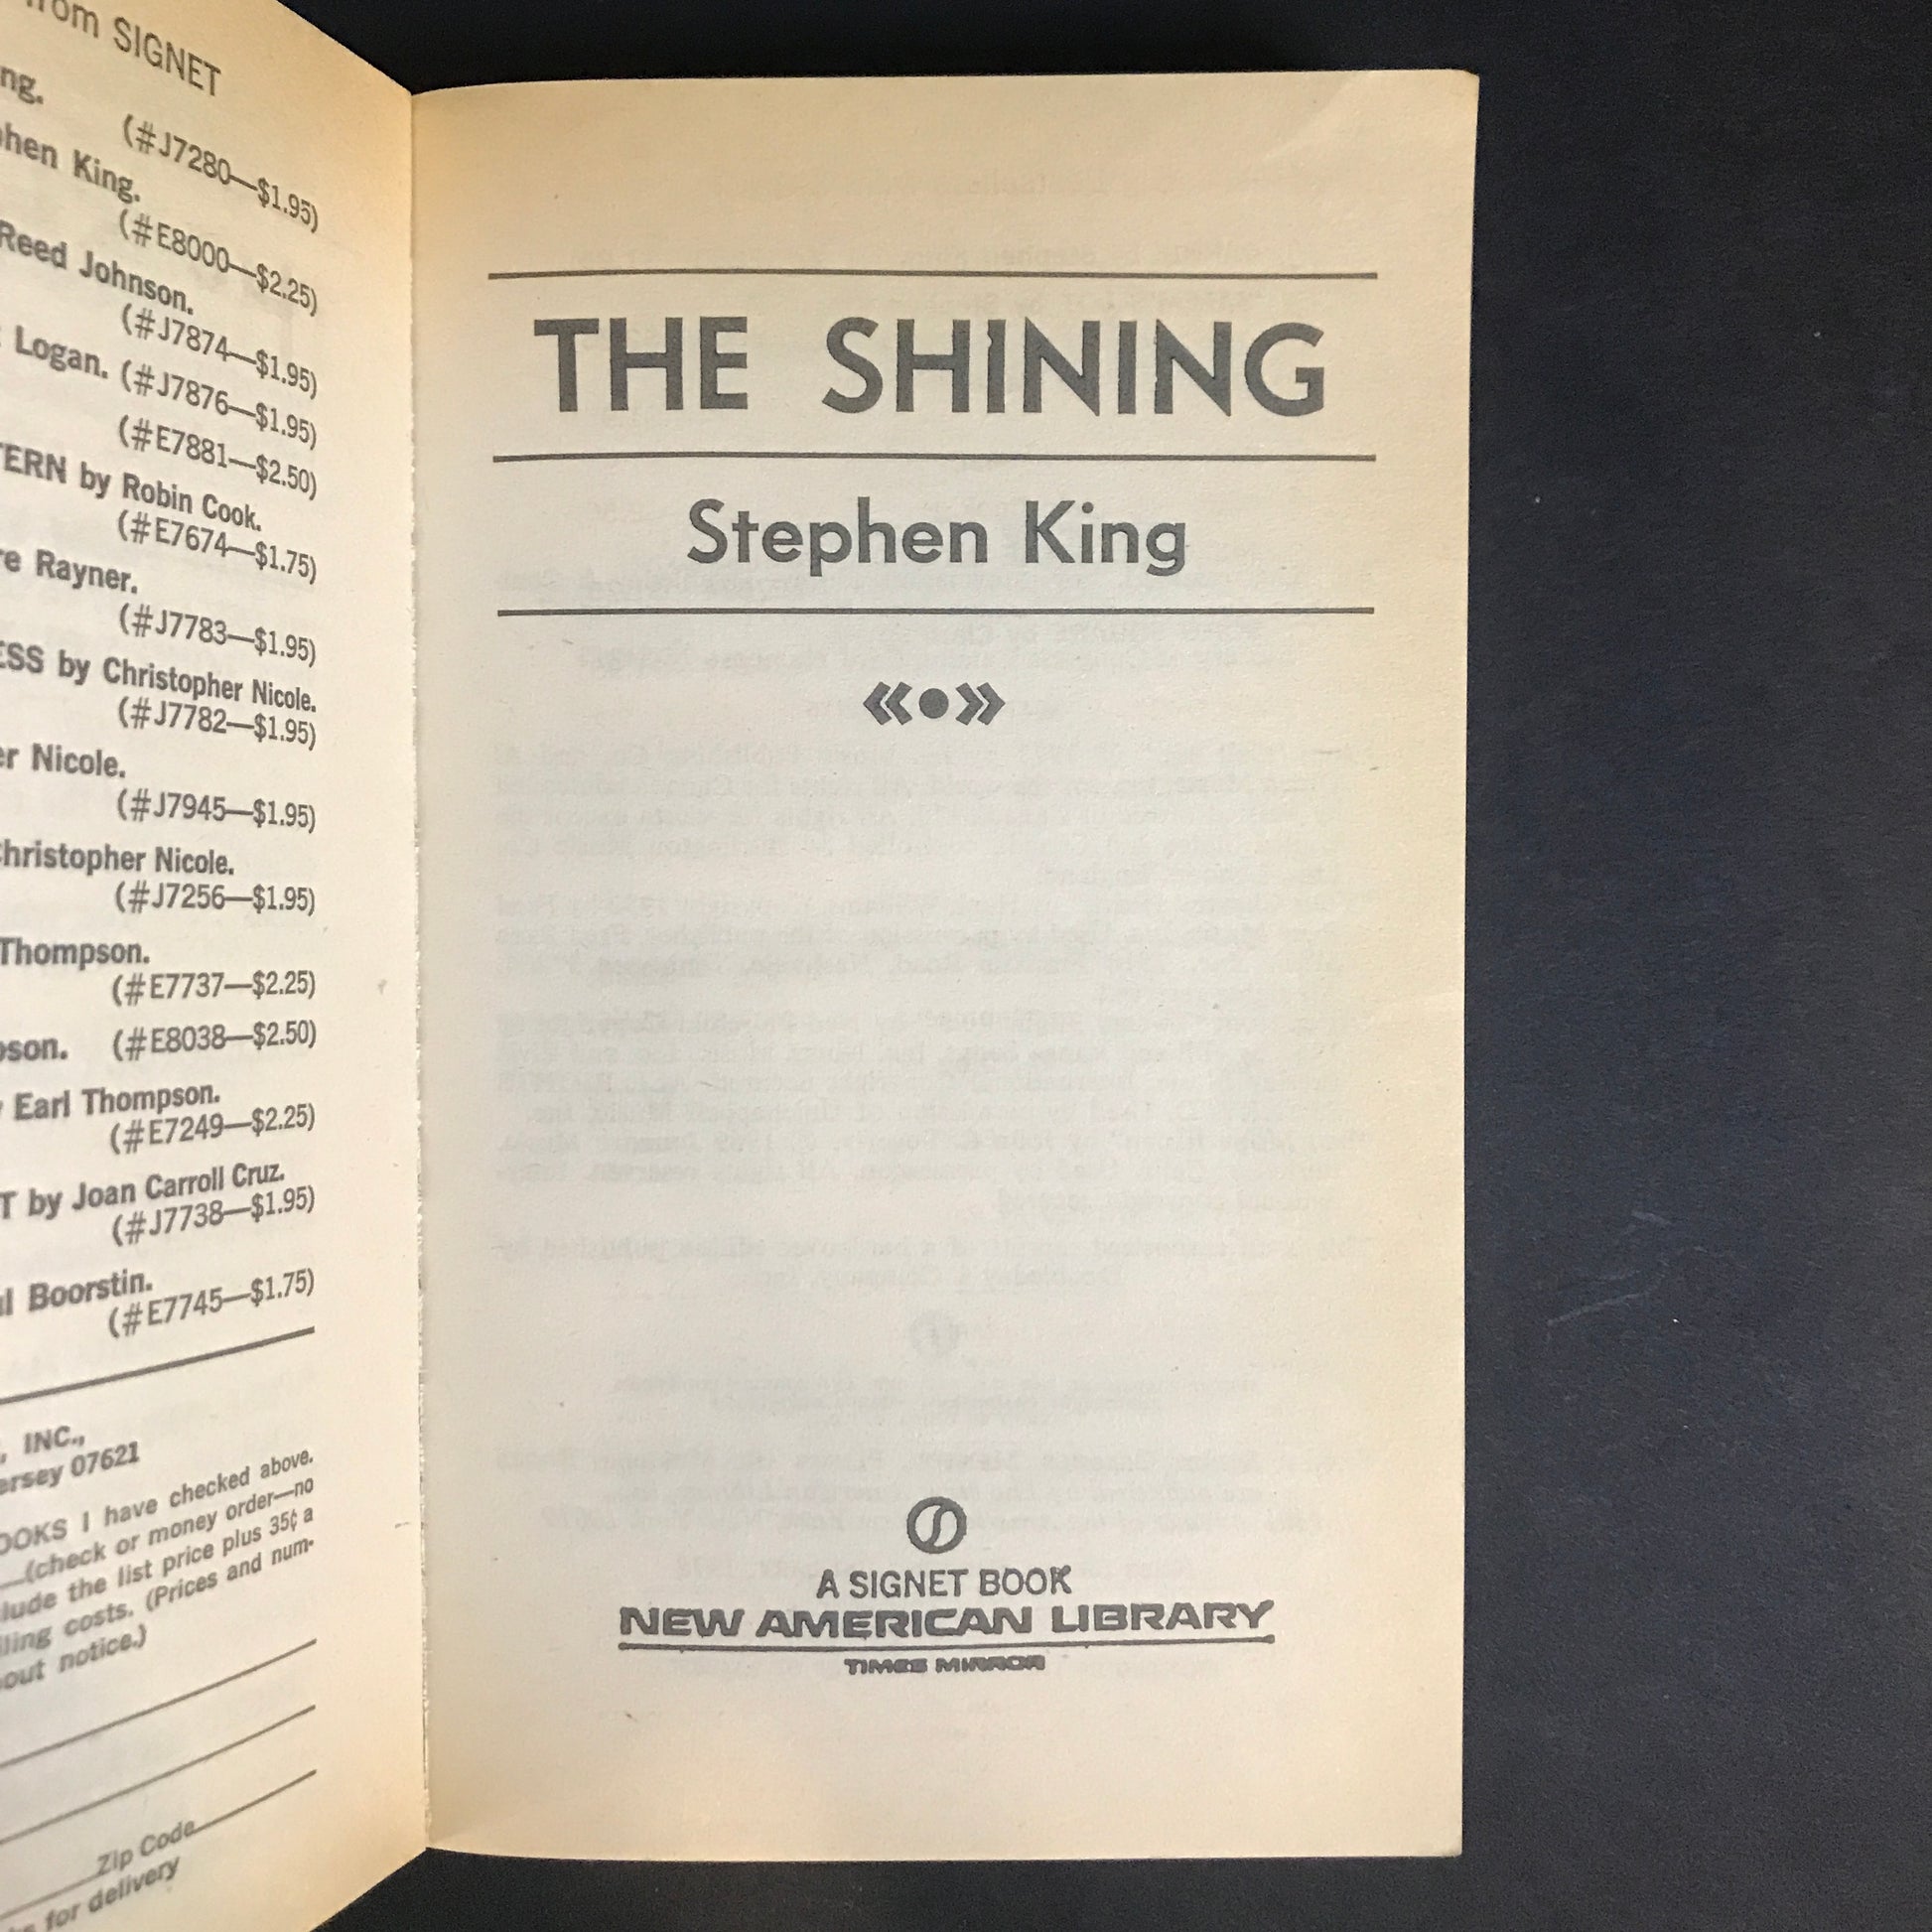 from SIGNET
ng.
(#J7280—$1.95)
phen King.
(#E8000—$2.25)
Reed Johnson.
(#J7874—$1.95)
Logan. (#J7876—$1.95)
(#E7881—$2.50)
TERN by Robin Cook.
(#E7674—$1.75)
re Rayner.
(#J7783—$1.95)
ESS by Christopher Nicole.
(#J7782—$1.95)
er Nicole.
(#J7945—$1.95)
Christopher Nicole.
(#J7256—$1.95)
Thompson.
(#E7737—$2.25)
pson. (#E8038—$2.50)
y Earl Thompson.
(#E7249—$2.25)
T by Joan Carroll Cruz.
(#J7738—$1.95)
ul Boorstin.
(#E7745—$1.75)
, INC.,
ersey 07621
OOKS I have checked above.
(check or money order—no
lude the list price plus 35¢ a
lling costs. (Prices and num-
out notice.)
Zip Code
for delivery
THE SHINING
Stephen King
«●»
A SIGNET BOOK
NEW AMERICAN LIBRARY
TIMES MIRROR